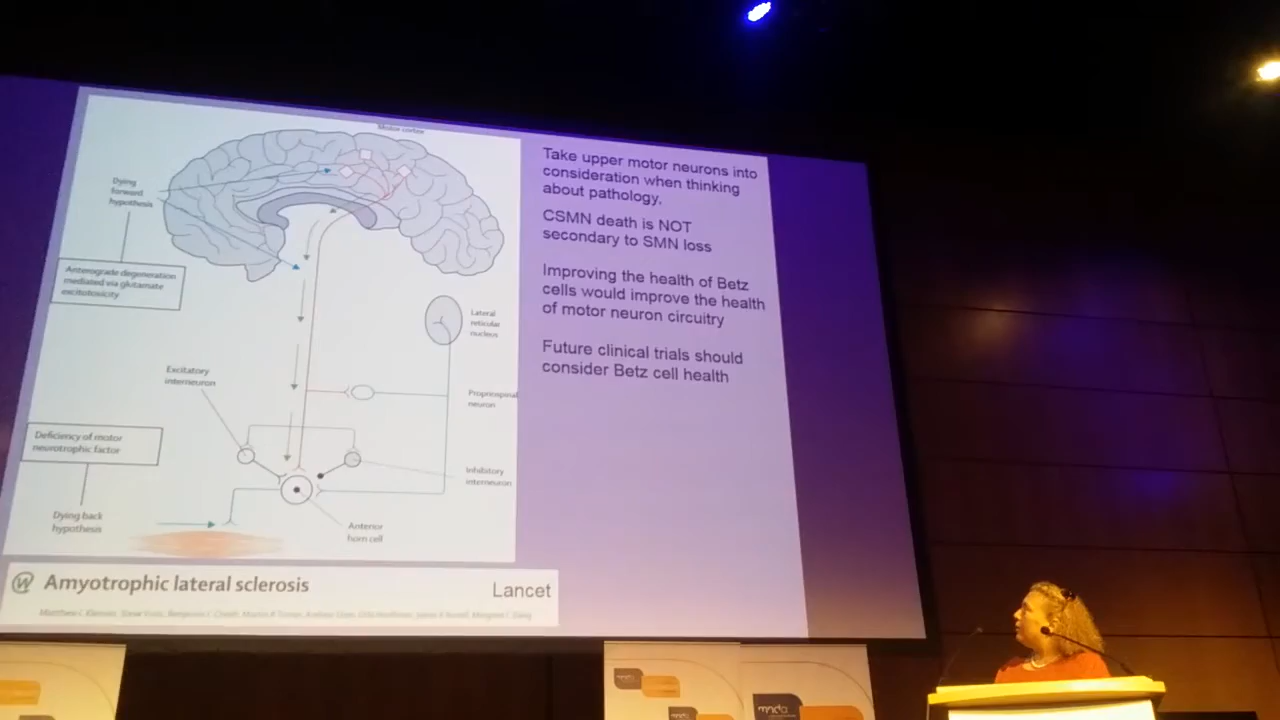 Motor cortex
Dying
forward
hypothesis
Anterograde degeneration
mediated via glutamate
excitotoxicity
Lateral
reticular
nucleus
Excitatory
interneuron
Propriospinal
neuron
Deficiency of motor
neurotrophic factor
Inhibitory
interneuron
Dying back
hypothesis
Anterior
horn cell
Amyotrophic lateral sclerosis
Lancet
Take upper motor neurons into
consideration when thinking
about pathology,
CSMN death is NOT
secondary to SMN loss
Improving the health of Betz
cells would improve the health
of motor neuron circuitry
Future clinical trials should
consider Betz cell health
mnda